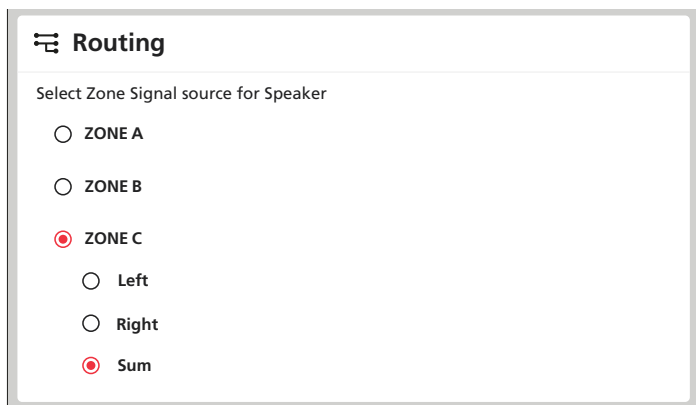 Routing
Select Zone Signal source for Speaker
ZONE A
ZONE B
ZONE C
Left
Right
Sum